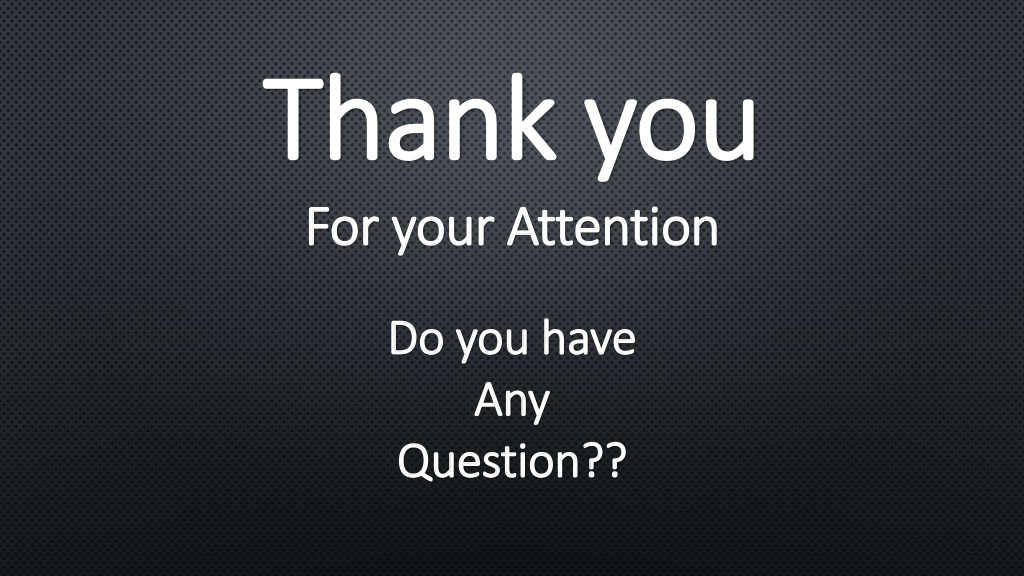 Thank you
For your Attention
Do you have
Any
Question??